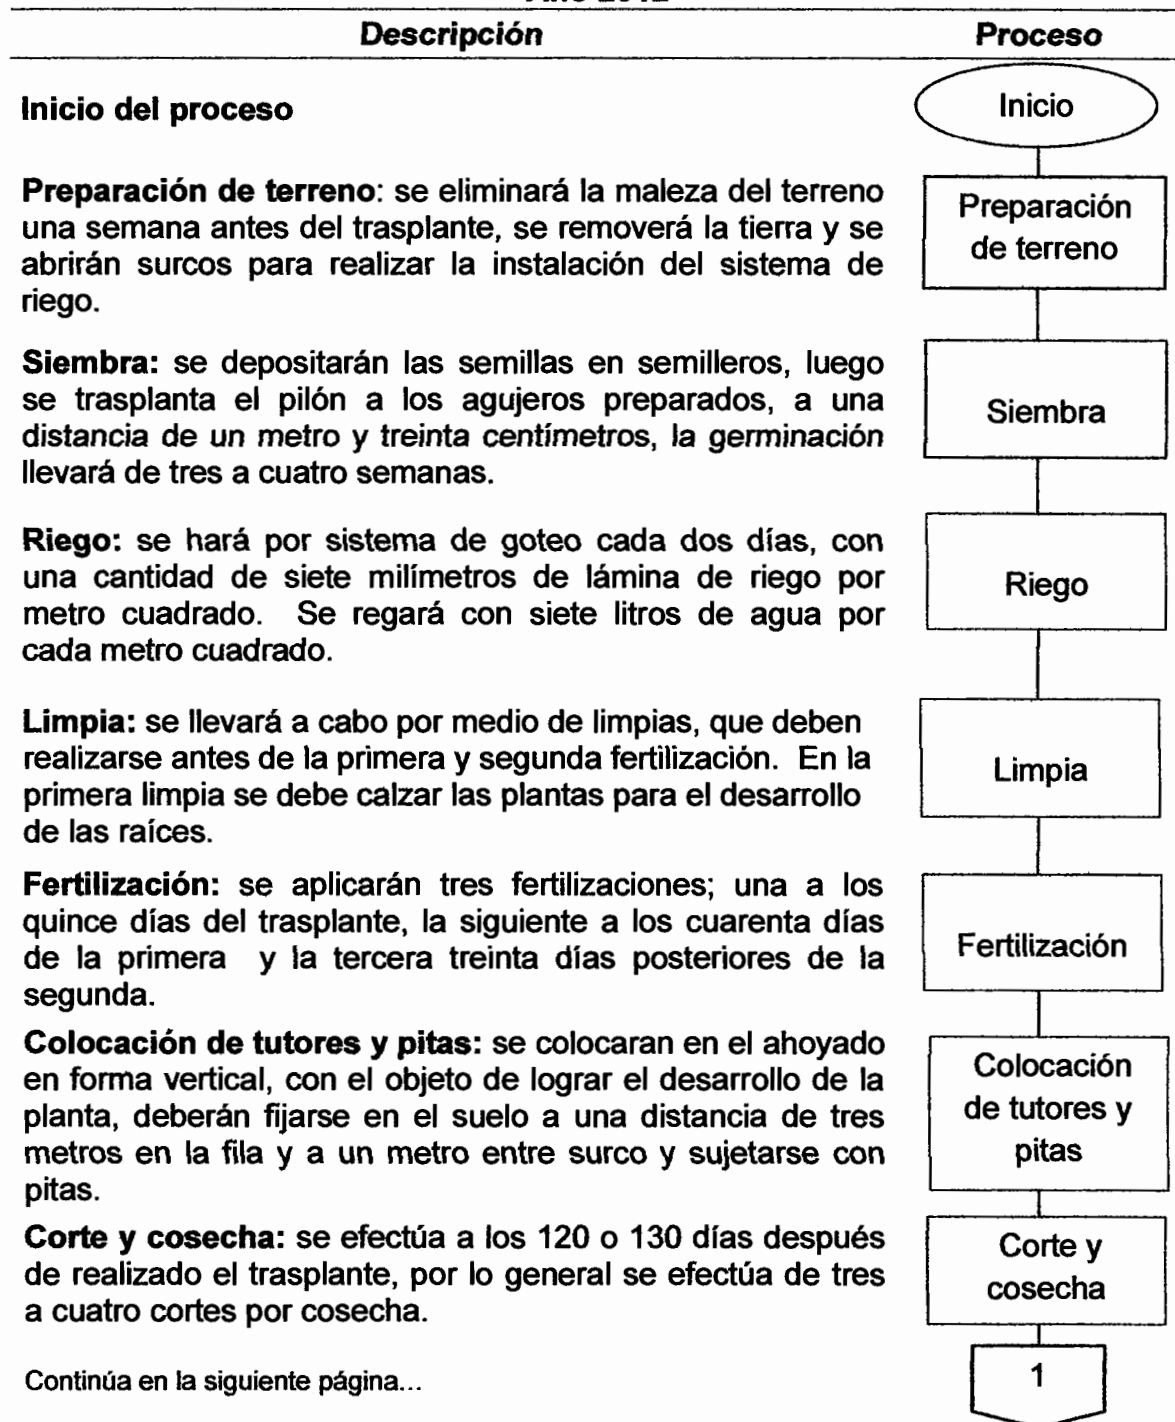 Descripción Proceso
Inicio del proceso
Inicio
Preparación de terreno: se eliminará la maleza del terreno
una semana antes del trasplante, se removerá la tierra y se
abrirán surcos para realizar la instalación del sistema de
riego.
Preparación
de terreno
Siembra: se depositarán las semillas en semilleros, luego
se trasplanta el pilón a los agujeros preparados, a una
distancia de un metro y treinta centímetros, la germinación
llevará de tres a cuatro semanas.
Siembra
Riego: se hará por sistema de goteo cada dos días, con
una cantidad de siete milímetros de lámina de riego por
metro cuadrado. Se regará con siete litros de agua por
cada metro cuadrado.
Riego
Limpia: se llevará a cabo por medio de limpias, que deben
realizarse antes de la primera y segunda fertilización. En la
primera limpia se debe calzar las plantas para el desarrollo
de las raíces.
Limpia
Fertilización: se aplicarán tres fertilizaciones; una a los
quince días del trasplante, la siguiente a los cuarenta días
de la primera y la tercera treinta días posteriores de la
segunda.
Fertilización
Colocación de tutores y pitas: se colocaran en el ahoyado
en forma vertical, con el objeto de lograr el desarrollo de la
planta, deberán fijarse en el suelo a una distancia de tres
metros en la fila y a un metro entre surco y sujetarse con
pitas.
Colocación
de tutores y
pitas
Corte y cosecha: se efectúa a los 120 o 130 días después
de realizado el trasplante, por lo general se efectúa de tres
a cuatro cortes por cosecha.
Corte y
cosecha
Continúa en la siguiente página...
1